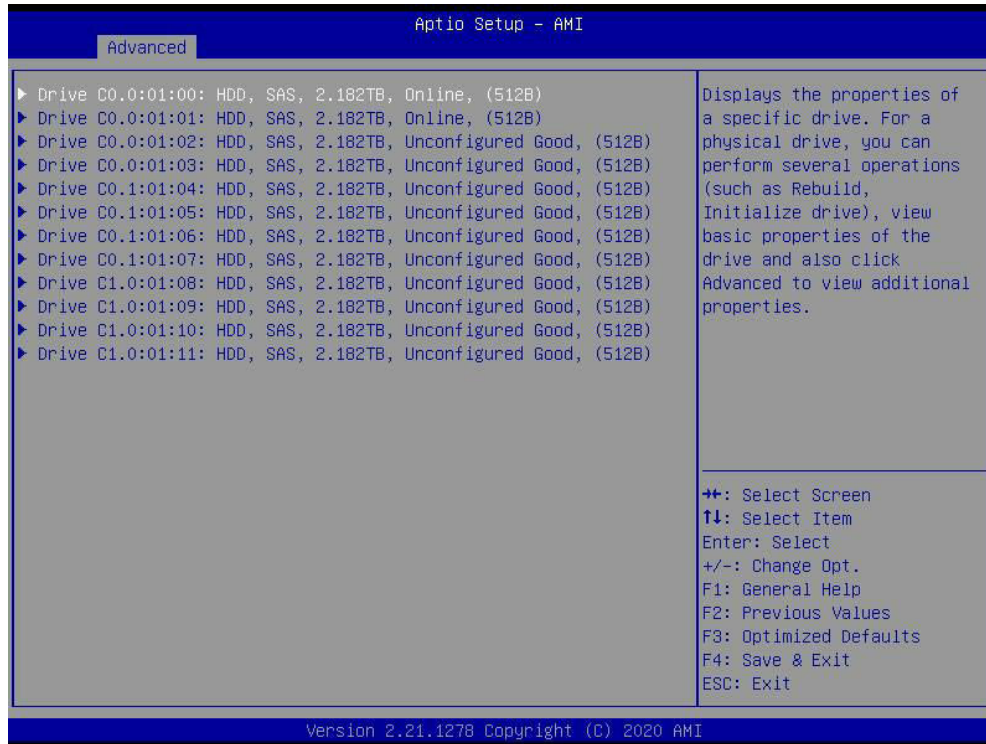 Aptio Setup – AMI
Advanced
▶ Drive C0.0:01:00: HDD, SAS, 2.182TB, Online, (512B)
▶ Drive C0.0:01:01: HDD, SAS, 2.182TB, Online, (512B)
▶ Drive C0.0:01:02: HDD, SAS, 2.182TB, Unconfigured Good, (512B)
▶ Drive C0.0:01:03: HDD, SAS, 2.182TB, Unconfigured Good, (512B)
▶ Drive C0.1:01:04: HDD, SAS, 2.182TB, Unconfigured Good, (512B)
▶ Drive C0.1:01:05: HDD, SAS, 2.182TB, Unconfigured Good, (512B)
▶ Drive C0.1:01:06: HDD, SAS, 2.182TB, Unconfigured Good, (512B)
▶ Drive C0.1:01:07: HDD, SAS, 2.182TB, Unconfigured Good, (512B)
▶ Drive C1.0:01:08: HDD, SAS, 2.182TB, Unconfigured Good, (512B)
▶ Drive C1.0:01:09: HDD, SAS, 2.182TB, Unconfigured Good, (512B)
▶ Drive C1.0:01:10: HDD, SAS, 2.182TB, Unconfigured Good, (512B)
▶ Drive C1.0:01:11: HDD, SAS, 2.182TB, Unconfigured Good, (512B)
Displays the properties of
a specific drive. For a
physical drive, you can
perform several operations
(such as Rebuild,
Initialize drive), view
basic properties of the
drive and also click
Advanced to view additional
properties.
→←: Select Screen
↑↓: Select Item
Enter: Select
+/-: Change Opt.
F1: General Help
F2: Previous Values
F3: Optimized Defaults
F4: Save & Exit
ESC: Exit
Version 2.21.1278 Copyright (C) 2020 AMI